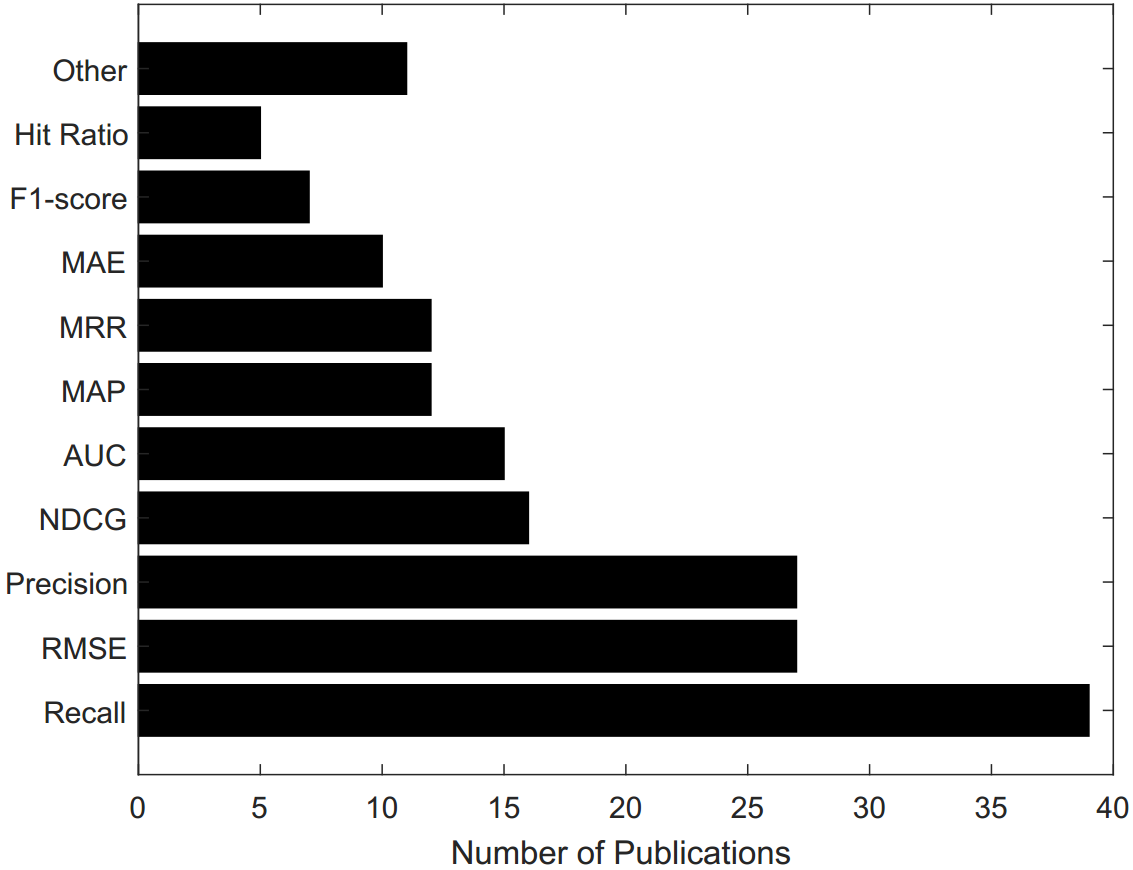 Other
Hit Ratio
F1-score
MAE
MRR
MAP
AUC
NDCG
Precision
RMSE
Recall
0 5 10 15 20 25 30 35 40
Number of Publications